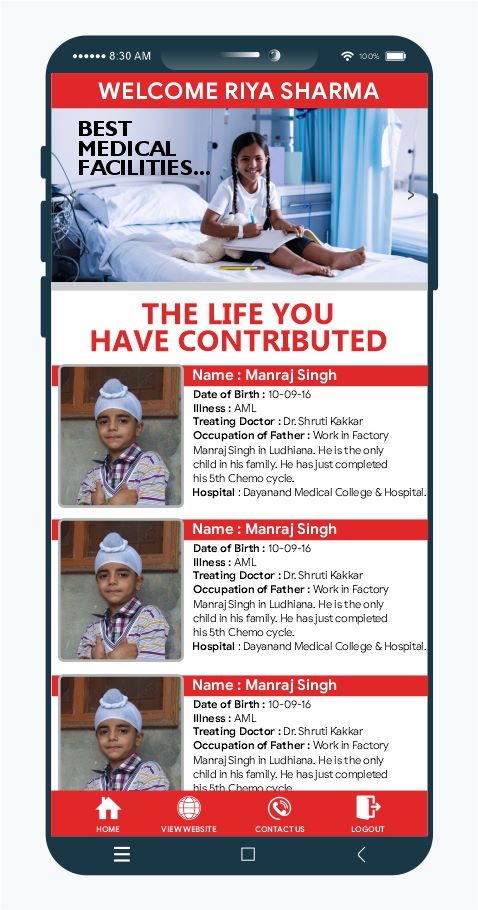 8:30 AM
100%
WELCOME RIYA SHARMA
BEST
MEDICAL
FACILITIES...
THE LIFE YOU
HAVE CONTRIBUTED
Name : Manraj Singh
Date of Birth : 10-09-16
Illness : AML
Treating Doctor : Dr. Shruti Kakkar
Occupation of Father : Work in Factory
Manraj Singh in Ludhiana. He is the only
child in his family. He has just completed
his 5th Chemo cycle.
Hospital : Dayanand Medical College & Hospital.
Name : Manraj Singh
Date of Birth : 10-09-16
Illness : AML
Treating Doctor : Dr. Shruti Kakkar
Occupation of Father : Work in Factory
Manraj Singh in Ludhiana. He is the only
child in his family. He has just completed
his 5th Chemo cycle.
Hospital : Dayanand Medical College & Hospital.
Name : Manraj Singh
Date of Birth : 10-09-16
Illness : AML
Treating Doctor : Dr. Shruti Kakkar
Occupation of Father : Work in Factory
Manraj Singh in Ludhiana. He is the only
child in his family. He has just completed
his 5th Chemo cycle.
HOME VIEW WEBSITE CONTACT US LOGOUT